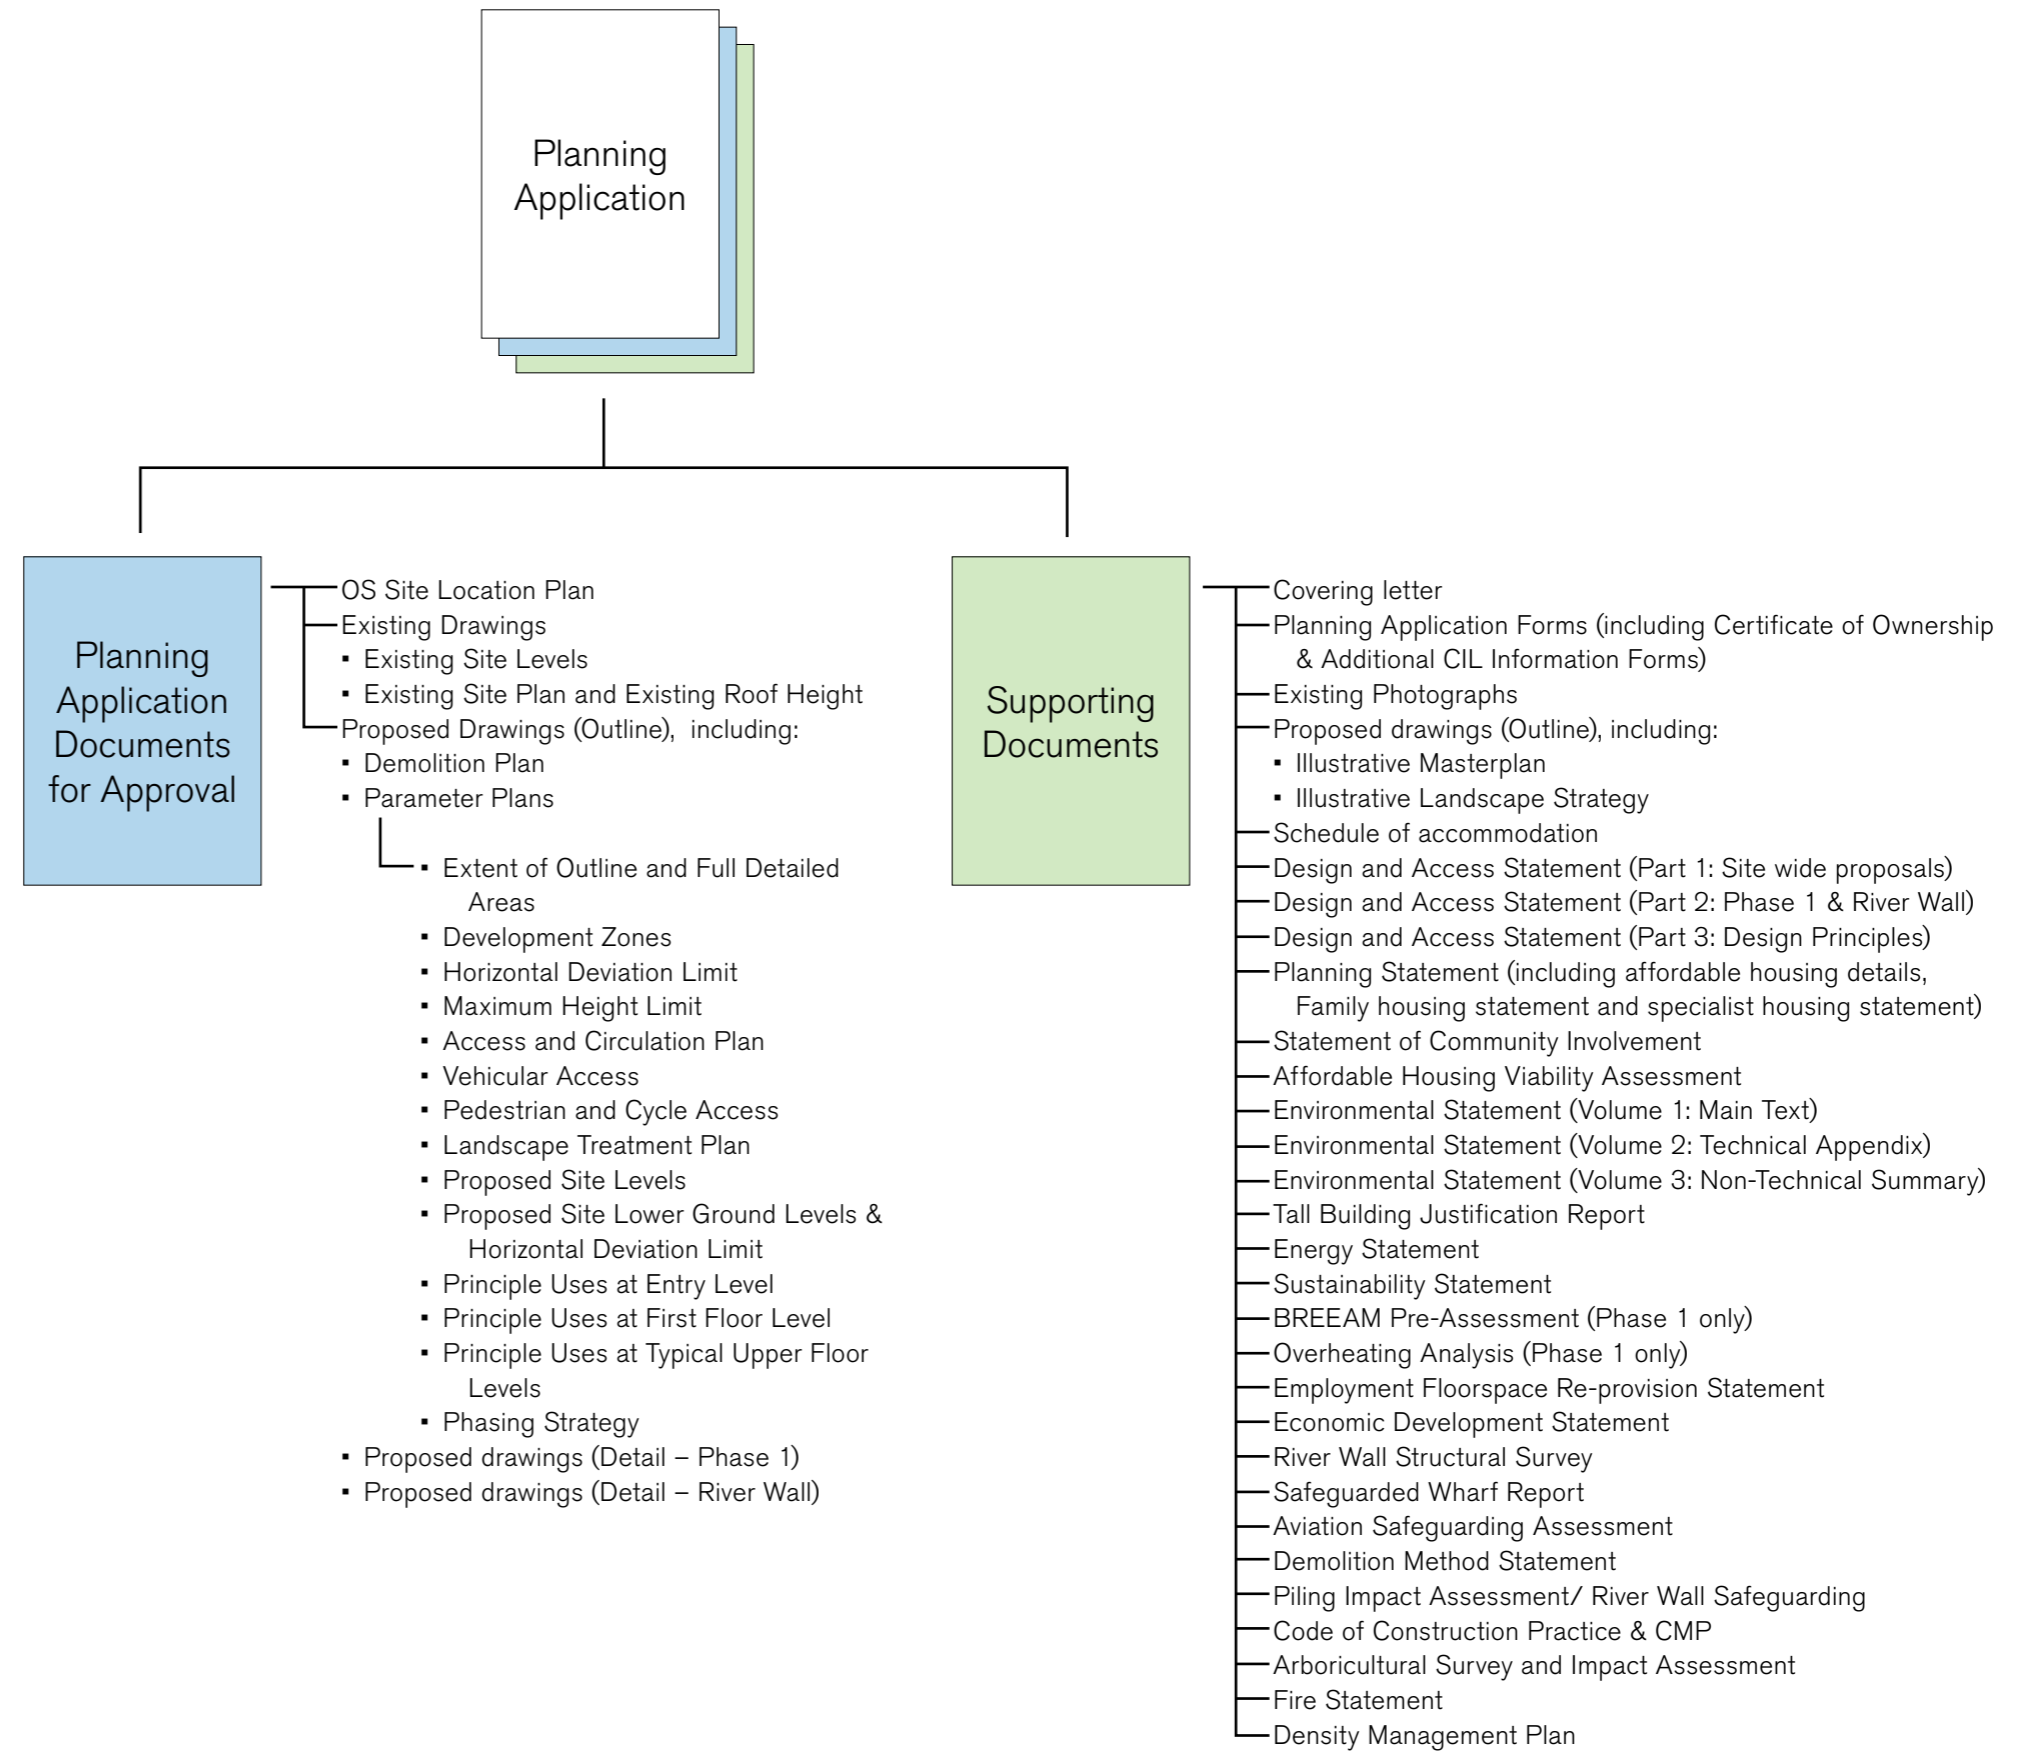 Planning
Application
Planning
Application
Documents
for Approval
OS Site Location Plan
Existing Drawings
▪ Existing Site Levels
▪ Existing Site Plan and Existing Roof Height
Proposed Drawings (Outline), including:
▪ Demolition Plan
▪ Parameter Plans
▪ Extent of Outline and Full Detailed
Areas
▪ Development Zones
▪ Horizontal Deviation Limit
▪ Maximum Height Limit
▪ Access and Circulation Plan
▪ Vehicular Access
▪ Pedestrian and Cycle Access
▪ Landscape Treatment Plan
▪ Proposed Site Levels
▪ Proposed Site Lower Ground Levels &
Horizontal Deviation Limit
▪ Principle Uses at Entry Level
▪ Principle Uses at First Floor Level
▪ Principle Uses at Typical Upper Floor
Levels
▪ Phasing Strategy
▪ Proposed drawings (Detail – Phase 1)
▪ Proposed drawings (Detail – River Wall)
Supporting
Documents
Covering letter
Planning Application Forms (including Certificate of Ownership
& Additional CIL Information Forms)
Existing Photographs
Proposed drawings (Outline), including:
▪ Illustrative Masterplan
▪ Illustrative Landscape Strategy
Schedule of accommodation
Design and Access Statement (Part 1: Site wide proposals)
Design and Access Statement (Part 2: Phase 1 & River Wall)
Design and Access Statement (Part 3: Design Principles)
Planning Statement (including affordable housing details,
Family housing statement and specialist housing statement)
Statement of Community Involvement
Affordable Housing Viability Assessment
Environmental Statement (Volume 1: Main Text)
Environmental Statement (Volume 2: Technical Appendix)
Environmental Statement (Volume 3: Non-Technical Summary)
Tall Building Justification Report
Energy Statement
Sustainability Statement
BREEAM Pre-Assessment (Phase 1 only)
Overheating Analysis (Phase 1 only)
Employment Floorspace Re-provision Statement
Economic Development Statement
River Wall Structural Survey
Safeguarded Wharf Report
Aviation Safeguarding Assessment
Demolition Method Statement
Piling Impact Assessment/ River Wall Safeguarding
Code of Construction Practice & CMP
Arboricultural Survey and Impact Assessment
Fire Statement
Density Management Plan